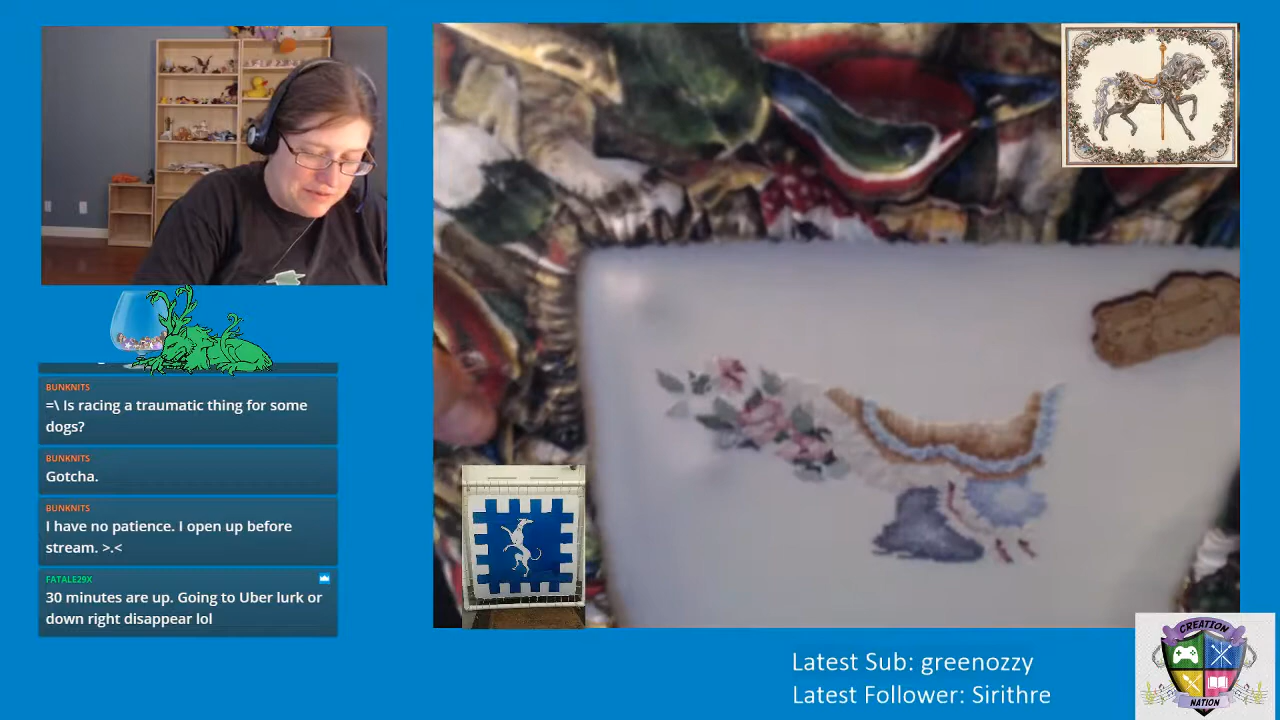 BUNKNITS
=\ Is racing a traumatic thing for some
dogs?
BUNKNITS
Gotcha.
BUNKNITS
I have no patience. I open up before
stream. >.<
FATALE29X
30 minutes are up. Going to Uber lurk or
down right disappear lol
Latest Sub: greenozzy
Latest Follower: Sirithre
CREATION
NATION